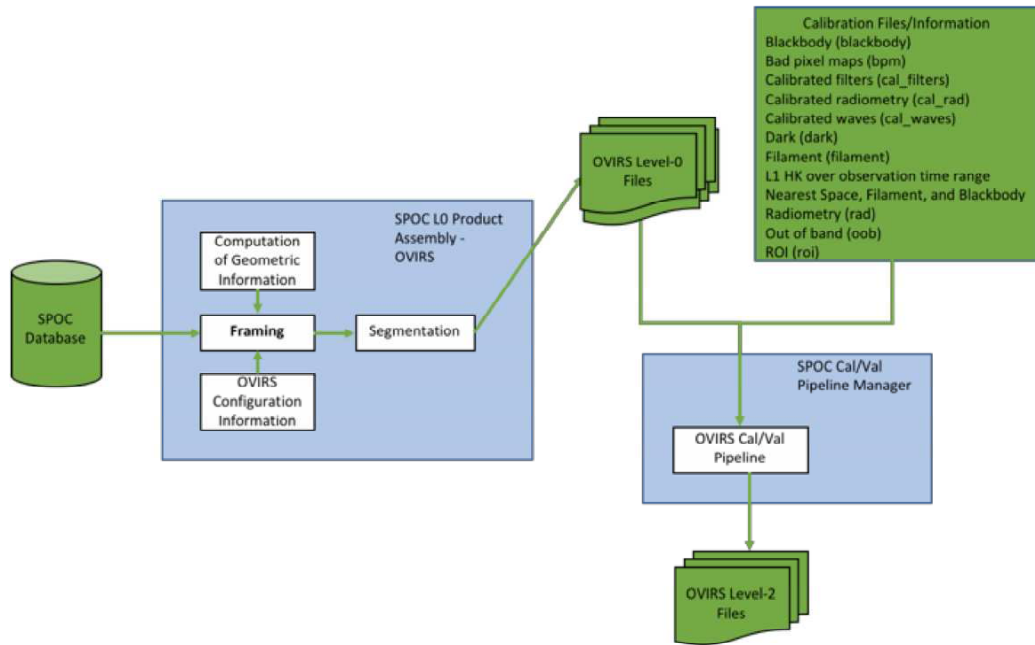 Calibration Files/Information
Blackbody (blackbody)
Bad pixel maps (bpm)
Calibrated filters (cal_filters)
Calibrated radiometry (cal_rad)
Calibrated waves (cal_waves)
Dark (dark)
Filament (filament)
L1 HK over observation time range
Nearest Space, Filament, and Blackbody
Radiometry (rad)
Out of band (oob)
ROI (roi)
OVIRS Level-0
Files
SPOC L0 Product
Assembly -
OVIRS
Computation
of Geometric
Information
SPOC
Database
Framing
Segmentation
OVIRS
Configuration
Information
SPOC Cal/Val
Pipeline Manager
OVIRS Cal/Val
Pipeline
OVIRS Level-2
Files